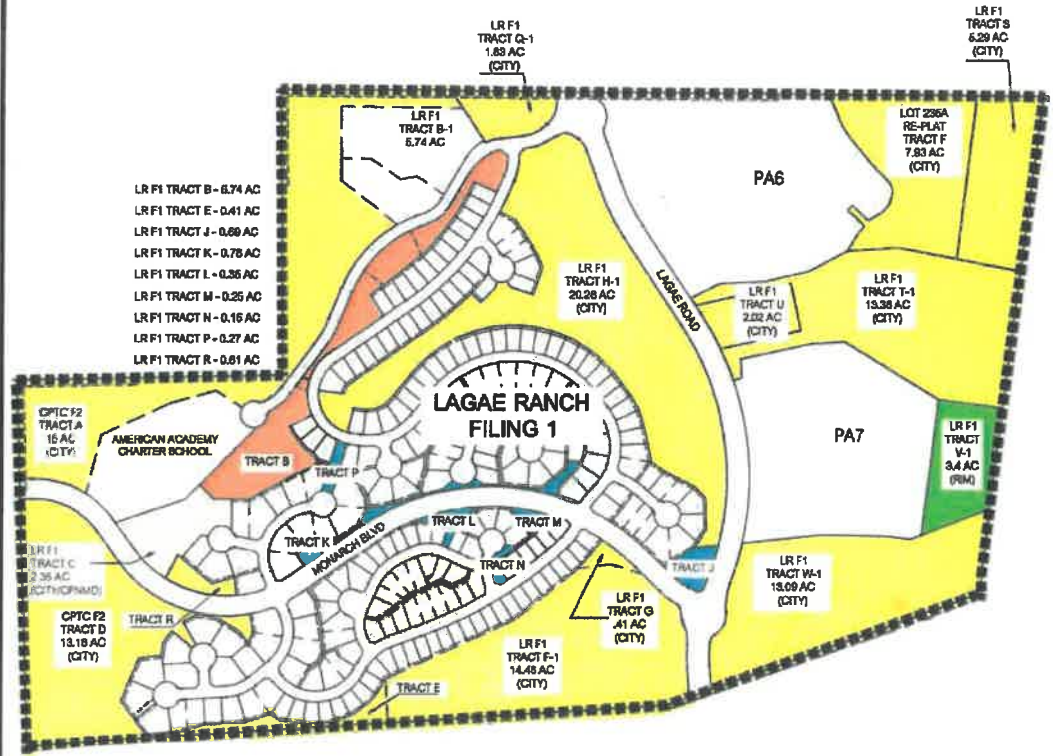 LR F1
TRACT Q-1
1.83 AC
(CITY)
LR F1
TRACT S
5.29 AC
(CITY)
LR F1
TRACT B-1
5.74 AC
LOT 235A
RE-PLAT
TRACT F
7.93 AC
(CITY)
PA6
LR F1 TRACT B - 6.74 AC
LR F1 TRACT E - 0.41 AC
LR F1 TRACT J - 0.69 AC
LR F1 TRACT K - 0.78 AC
LR F1 TRACT L - 0.36 AC
LR F1 TRACT M - 0.25 AC
LR F1 TRACT N - 0.16 AC
LR F1 TRACT P - 0.27 AC
LR F1 TRACT R - 0.61 AC
LR F1
TRACT H-1
20.28 AC
(CITY)
LAGAE ROAD
LR F1
TRACT U
2.02 AC
(CITY)
LR F1
TRACT T-1
13.38 AC
(CITY)
LAGAE RANCH
FILING 1
CPTC F2
TRACT A
15 AC
(CITY)
AMERICAN ACADEMY
CHARTER SCHOOL
TRACT B
TRACT P
PA7
LR F1
TRACT
V-1
3.4 AC
(RIM)
TRACT K
MONARCH BLVD
TRACT L
TRACT M
TRACT N
TRACT J
LR F1
TRACT C
2.35 AC
(CITY/CPNMD)
LR F1
TRACT W-1
13.09 AC
(CITY)
CPTC F2
TRACT D
13.18 AC
(CITY)
TRACT R
LR F1
TRACT G
.41 AC
(CITY)
LR F1
TRACT F-1
14.48 AC
(CITY)
TRACT E